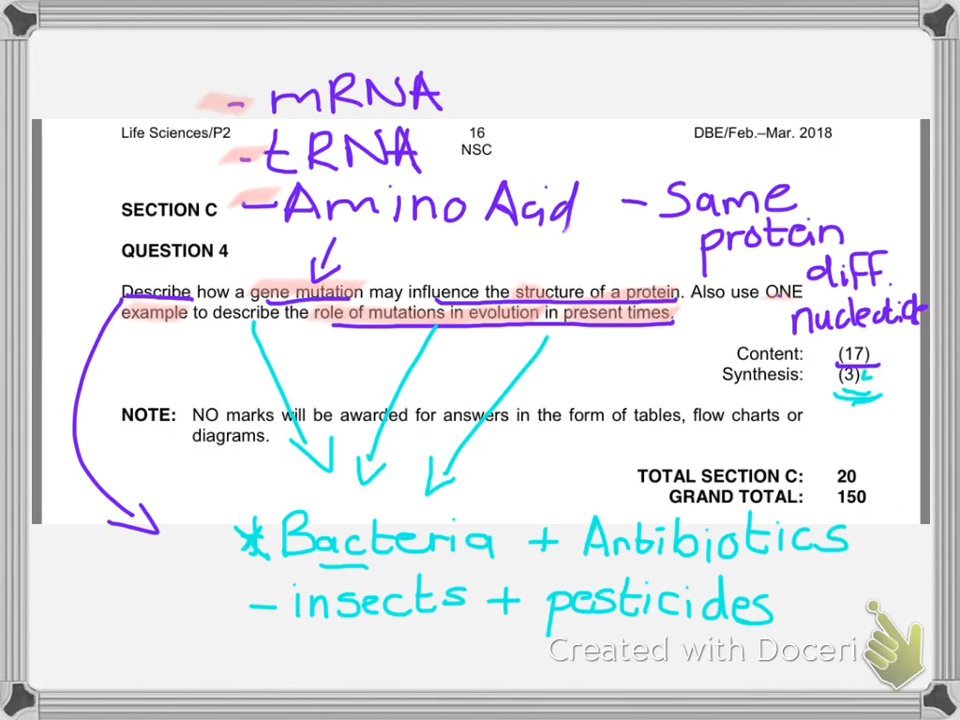 - mRNA
Life Sciences/P2 16 DBE/Feb.–Mar. 2018
NSC
- tRNA
- Amino Acid - Same
protein
diff.
nucleotide
SECTION C
QUESTION 4
Describe how a gene mutation may influence the structure of a protein. Also use ONE
example to describe the role of mutations in evolution in present times.
Content: (17)
Synthesis: (3)
NOTE: NO marks will be awarded for answers in the form of tables, flow charts or
diagrams.
TOTAL SECTION C: 20
GRAND TOTAL: 150
* Bacteria + Antibiotics
- insects + pesticides
Created with Doceri